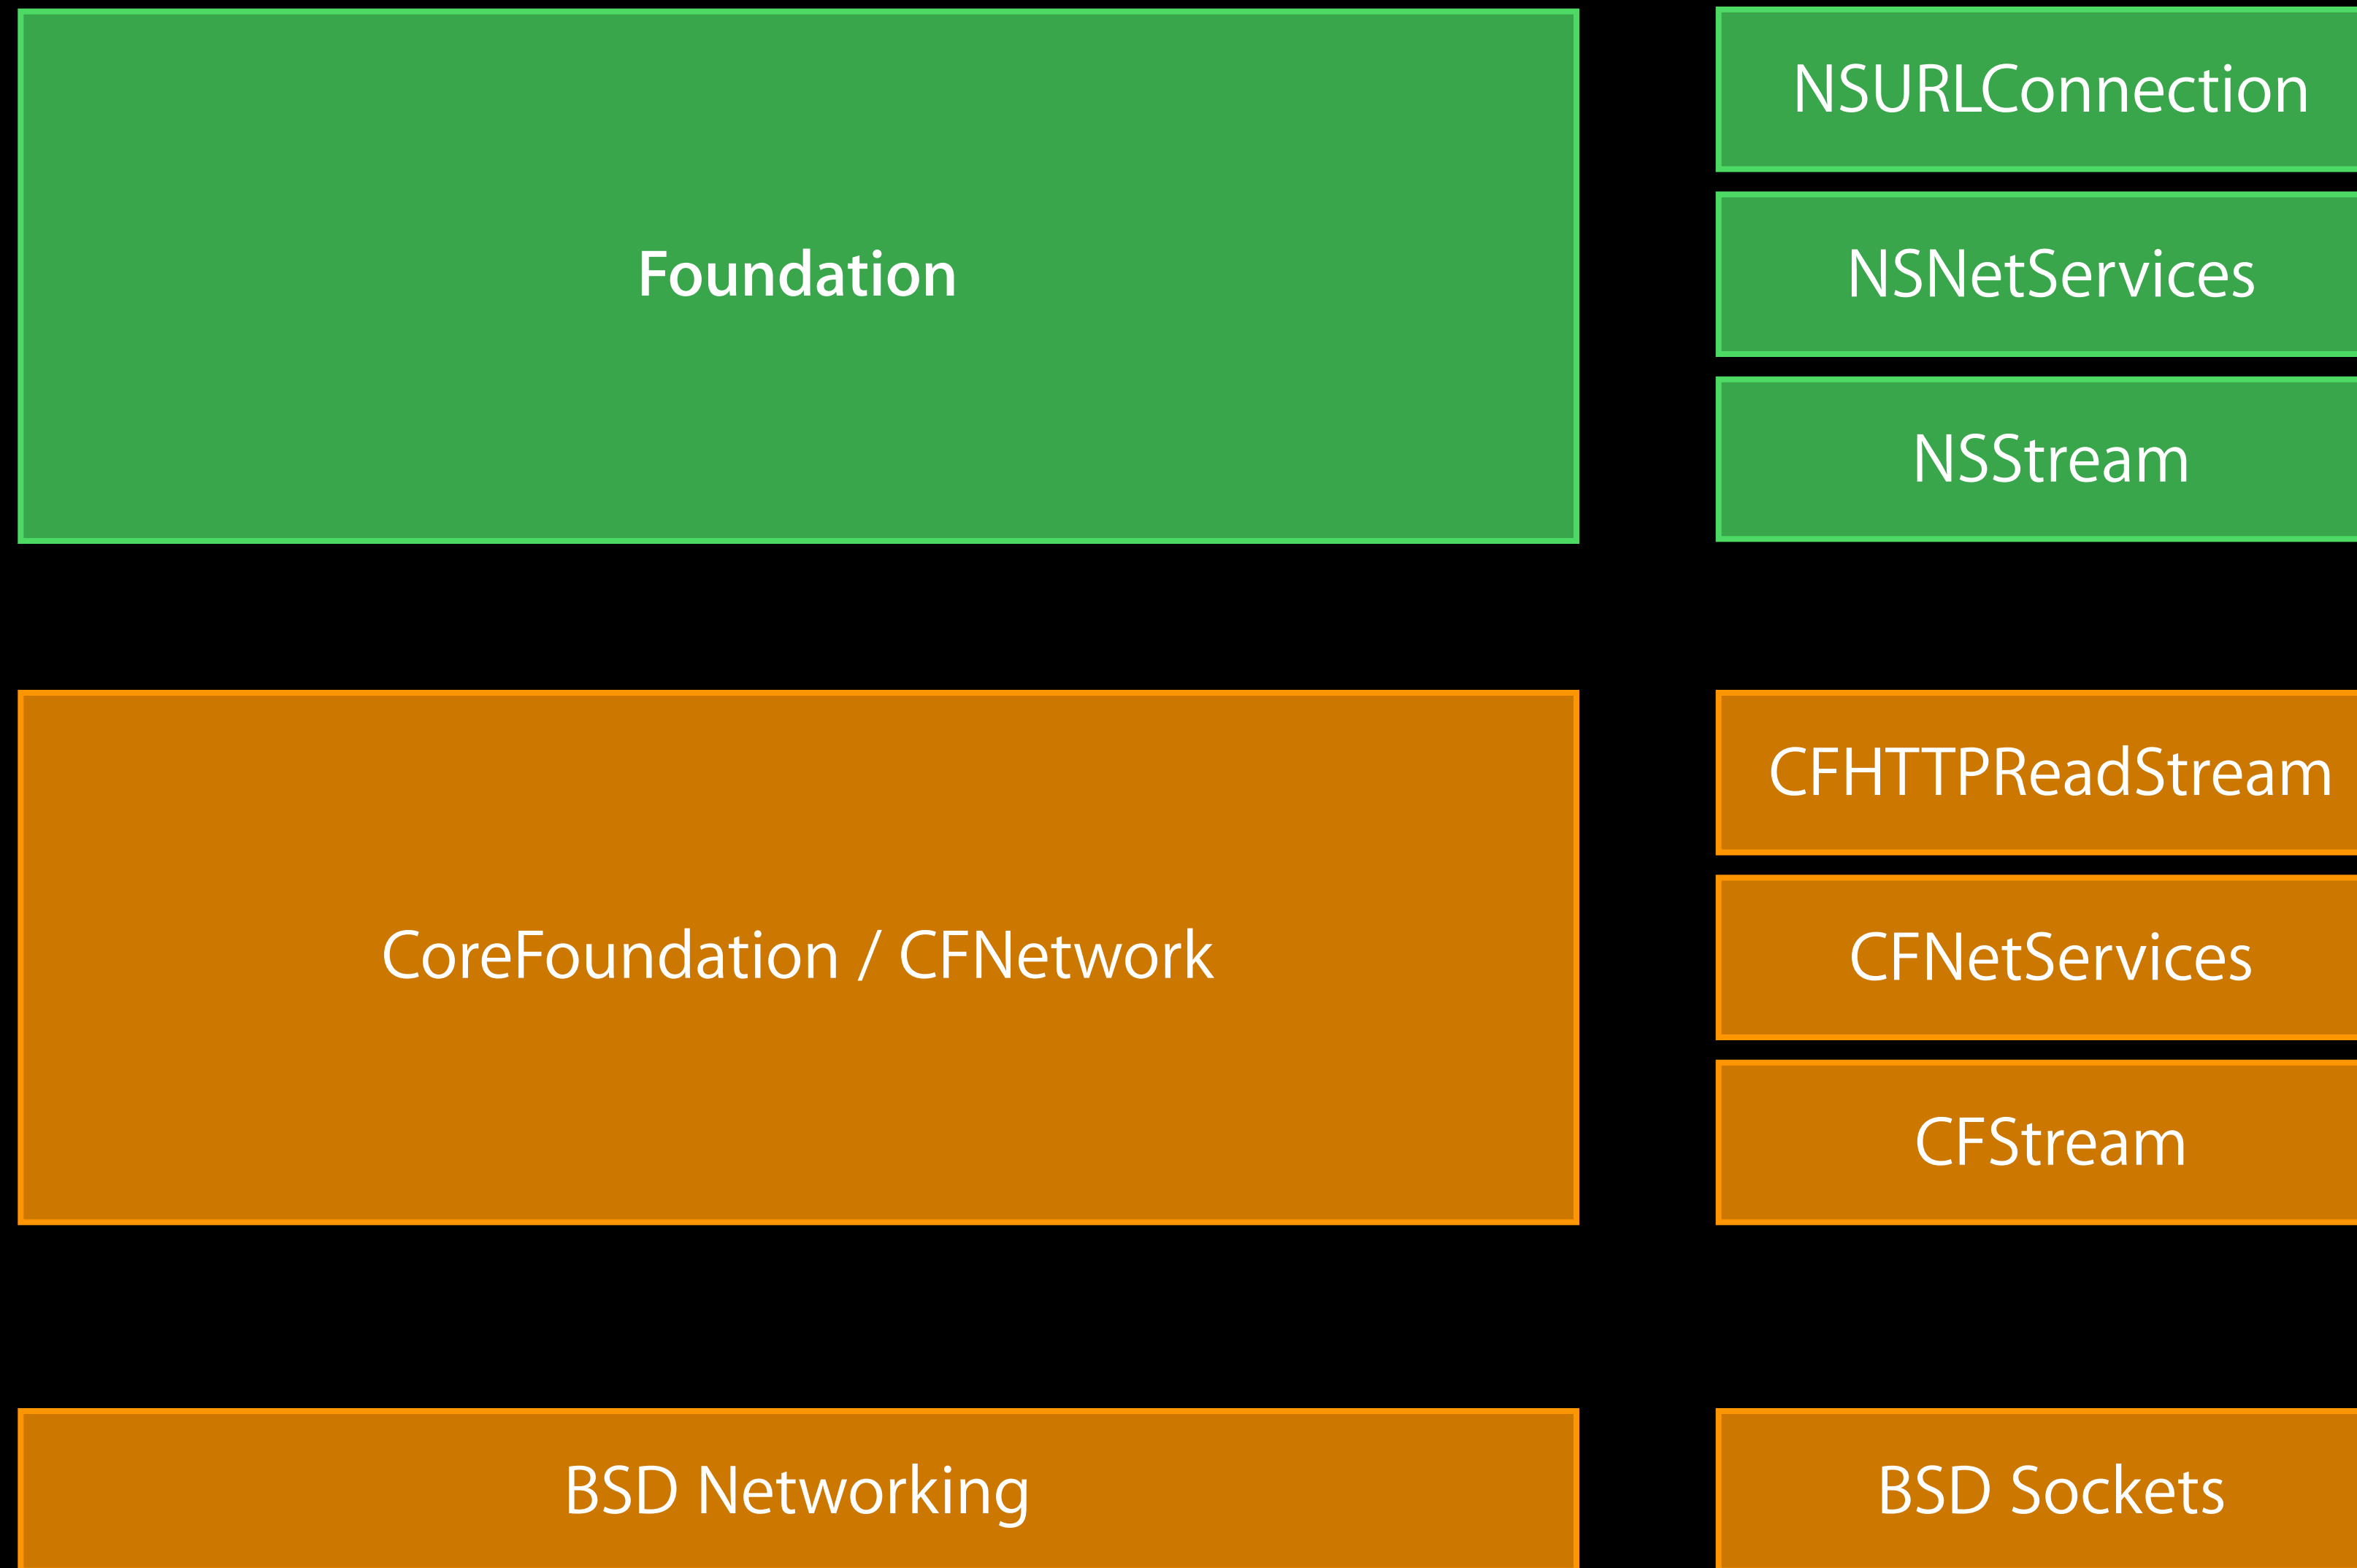 Foundation
NSURLConnection
NSNetServices
NSStream
CoreFoundation / CFNetwork
CFHTTPReadStream
CFNetServices
CFStream
BSD Networking
BSD Sockets